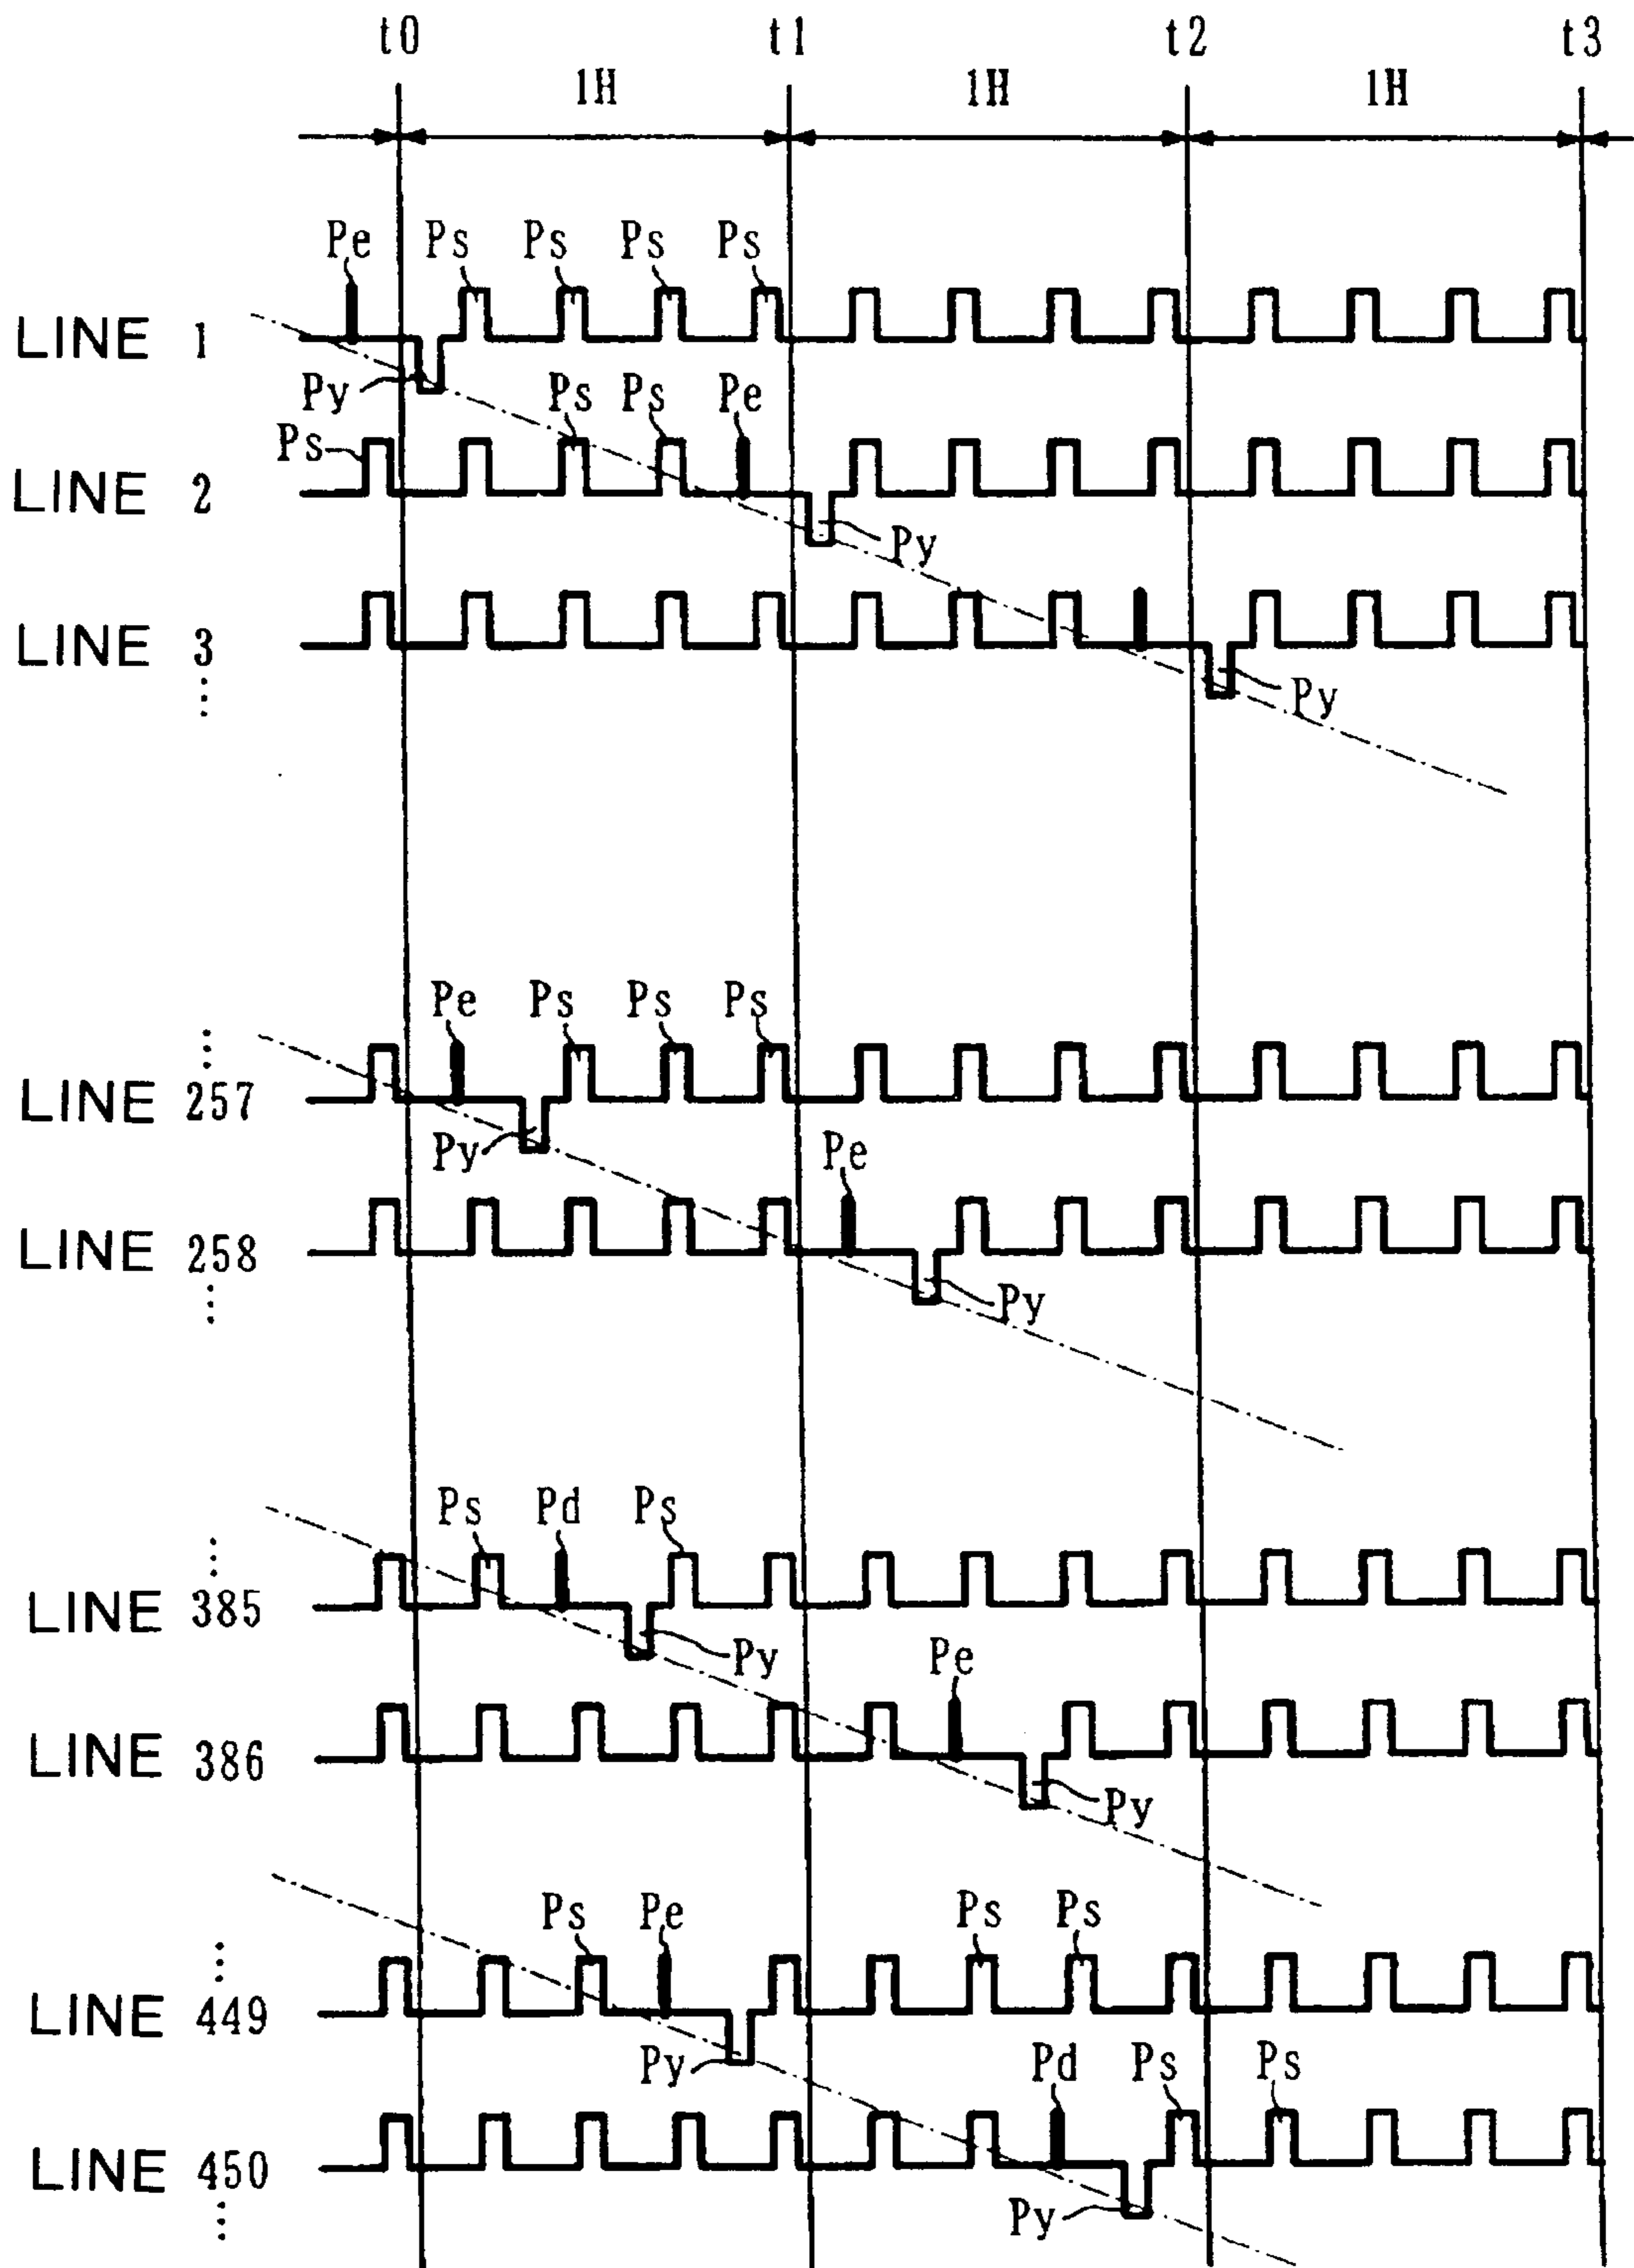 t0 t1 t2 t3
1H 1H 1H
Pe Ps Ps Ps Ps
LINE 1
Py Ps Ps Pe
Ps
LINE 2
Py
LINE 3
⋮
Py
Pe Ps Ps Ps
⋮
LINE 257
Py Pe
LINE 258
⋮
Py
Ps Pd Ps
⋮
LINE 385
Py Pe
LINE 386
Py
Ps Pe Ps Ps
⋮
LINE 449
Py Pd Ps Ps
LINE 450
⋮
Py